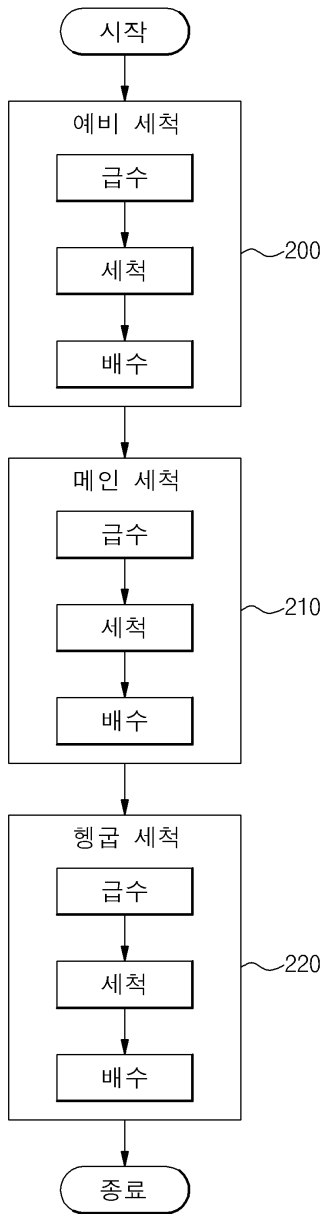 시작
예비 세척
급수
세척
배수
200
메인 세척
급수
세척
배수
210
헹굽 세척
급수
세척
배수
220
종료